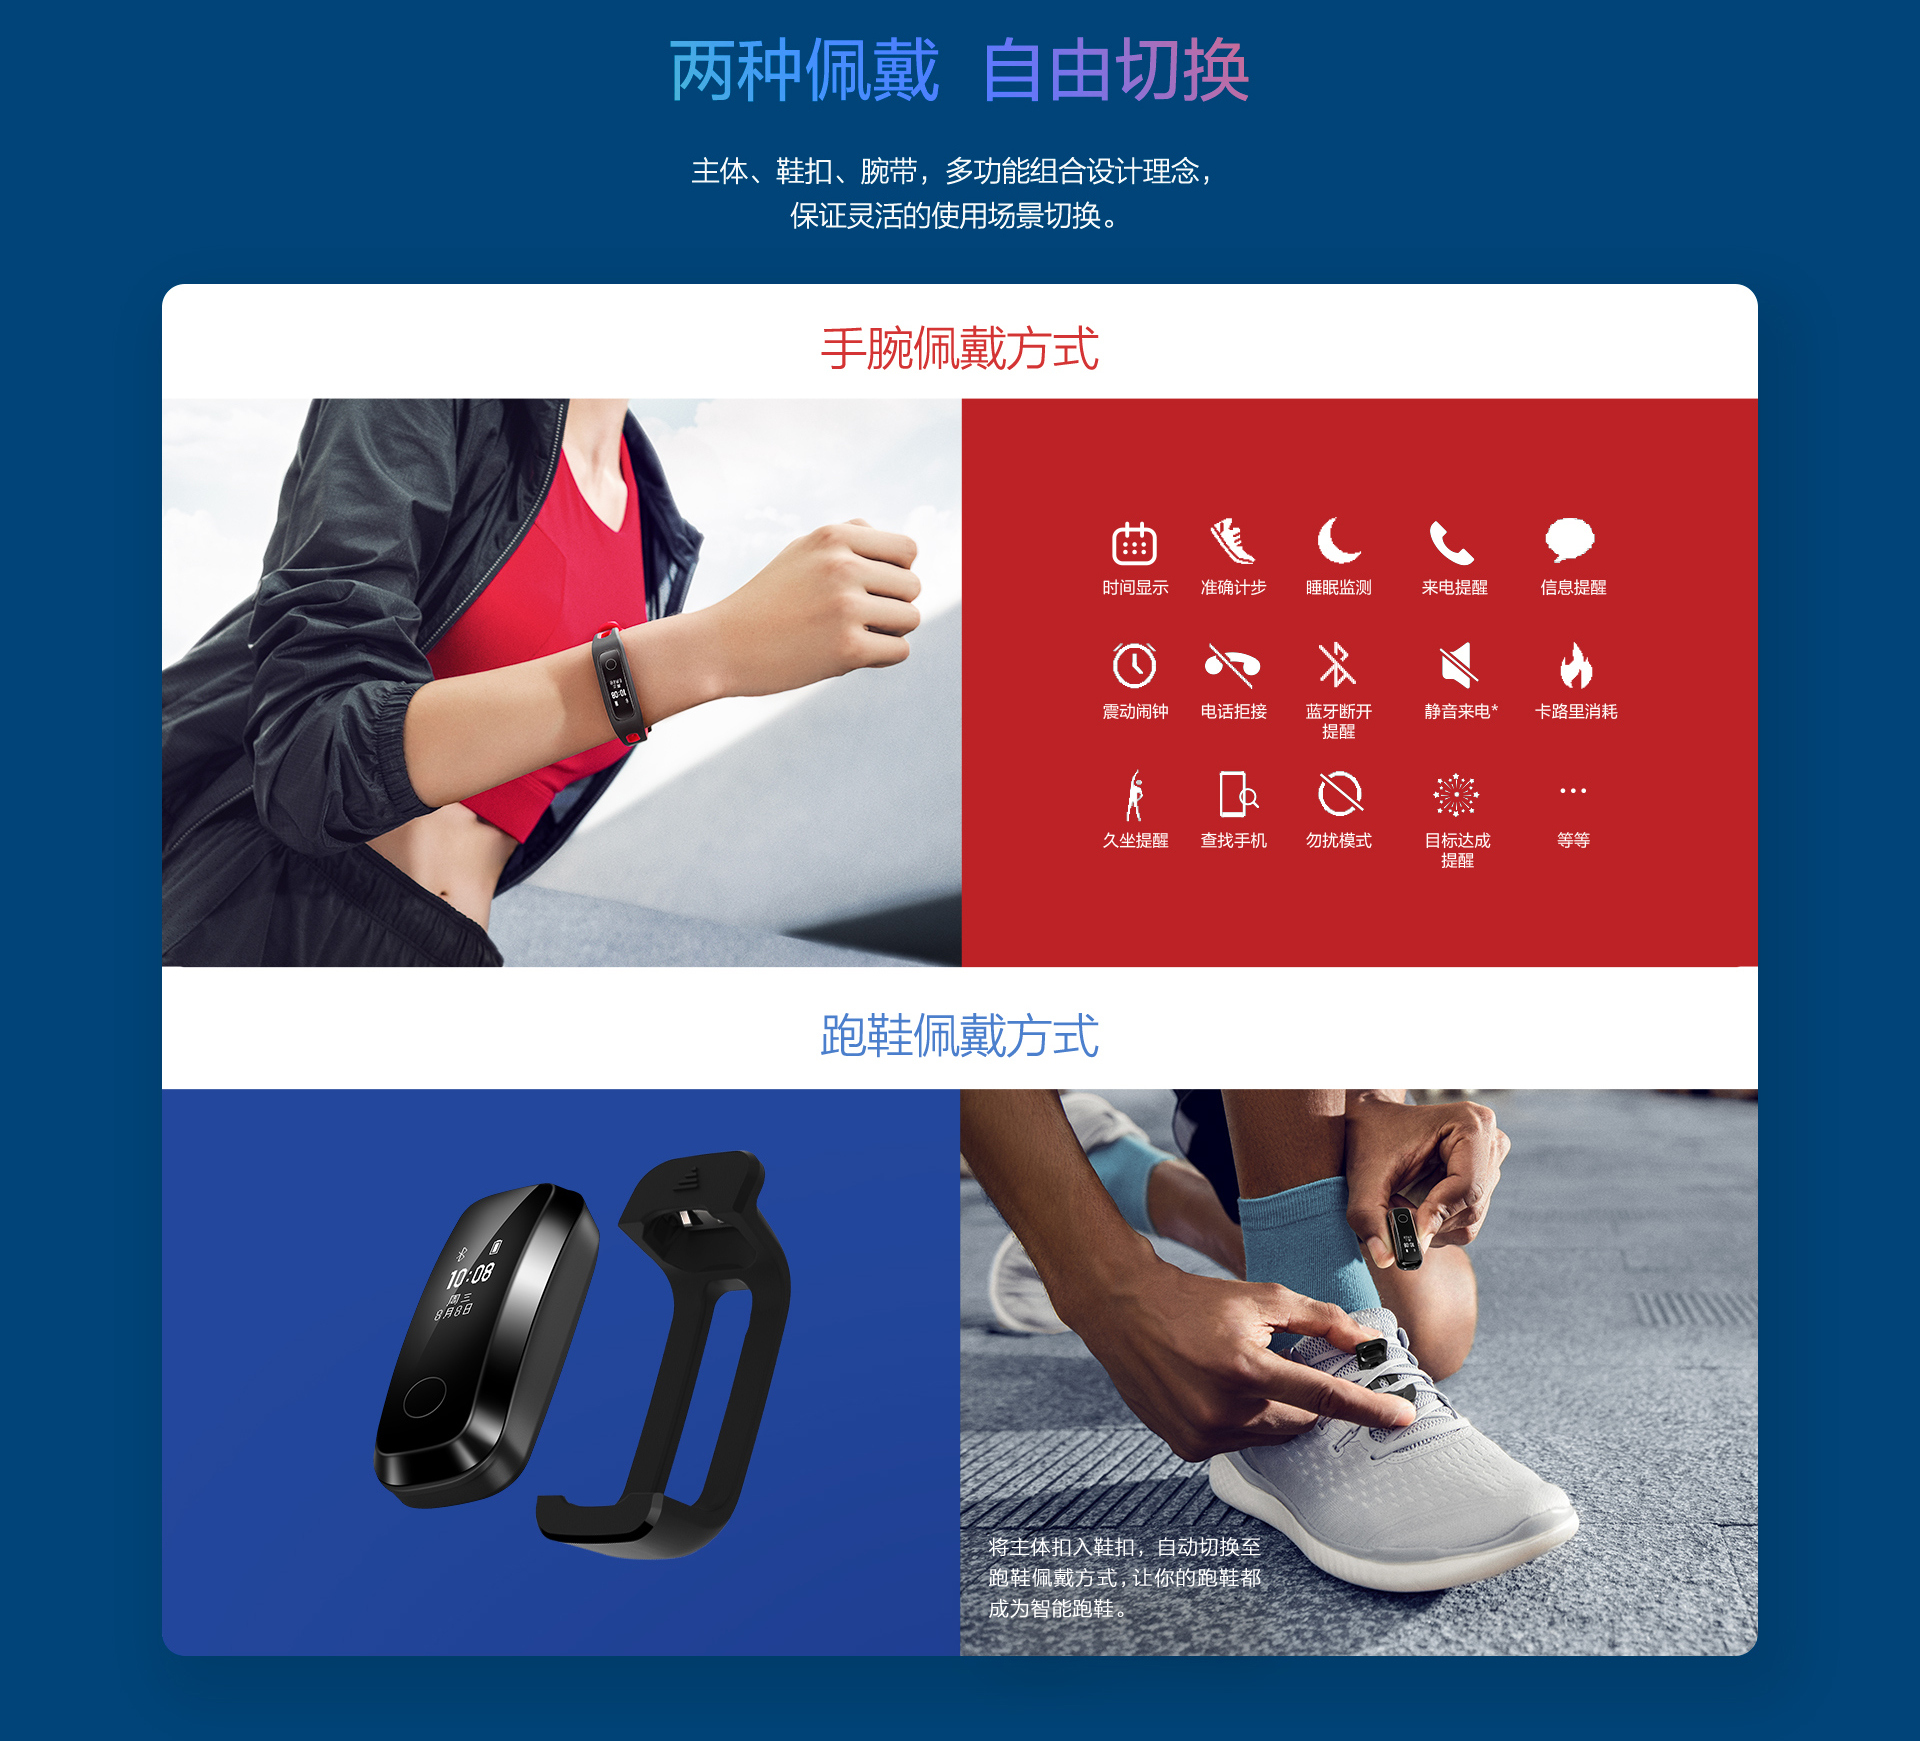 两种佩戴 自由切换
主体、鞋扣、腕带，多功能组合设计理念，
保证灵活的使用场景切换。
手腕佩戴方式
时间显示 准确计步 睡眠监测 来电提醒 信息提醒
震动闹钟 电话拒接 蓝牙断开 静音来电* 卡路里消耗
提醒
久坐提醒 查找手机 勿扰模式 目标达成 等等
提醒
跑鞋佩戴方式
10:08
周三
8月8日
将主体扣入鞋扣，自动切换至
跑鞋佩戴方式，让你的跑鞋都
成为智能跑鞋。